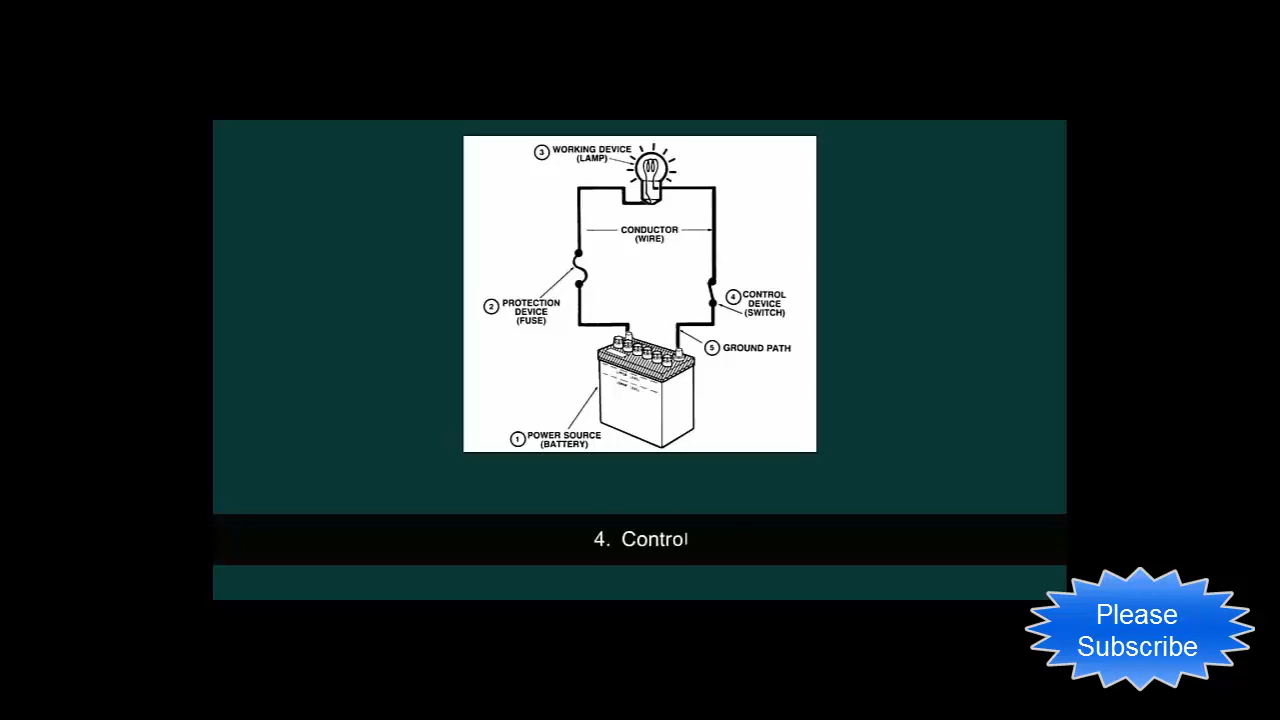 3 WORKING DEVICE
(LAMP)
CONDUCTOR
(WIRE)
2 PROTECTION
DEVICE
(FUSE)
4 CONTROL
DEVICE
(SWITCH)
5 GROUND PATH
1 POWER SOURCE
(BATTERY)
4. Control
Please
Subscribe